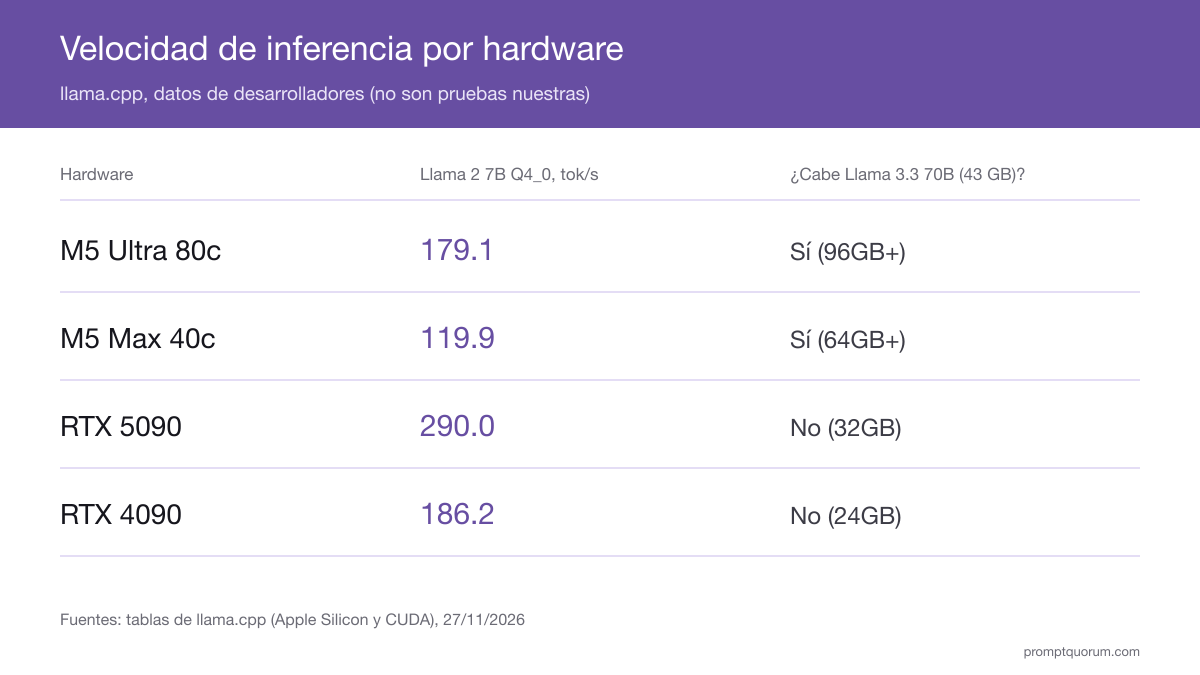 Velocidad de inferencia por hardware
llama.cpp, datos de desarrolladores (no son pruebas nuestras)
Hardware Llama 2 7B Q4_0, tok/s ¿Cabe Llama 3.3 70B (43 GB)?
M5 Ultra 80c 179.1 Sí (96GB+)
M5 Max 40c 119.9 Sí (64GB+)
RTX 5090 290.0 No (32GB)
RTX 4090 186.2 No (24GB)
Fuentes: tablas de llama.cpp (Apple Silicon y CUDA), 27/11/2026
promptquorum.com